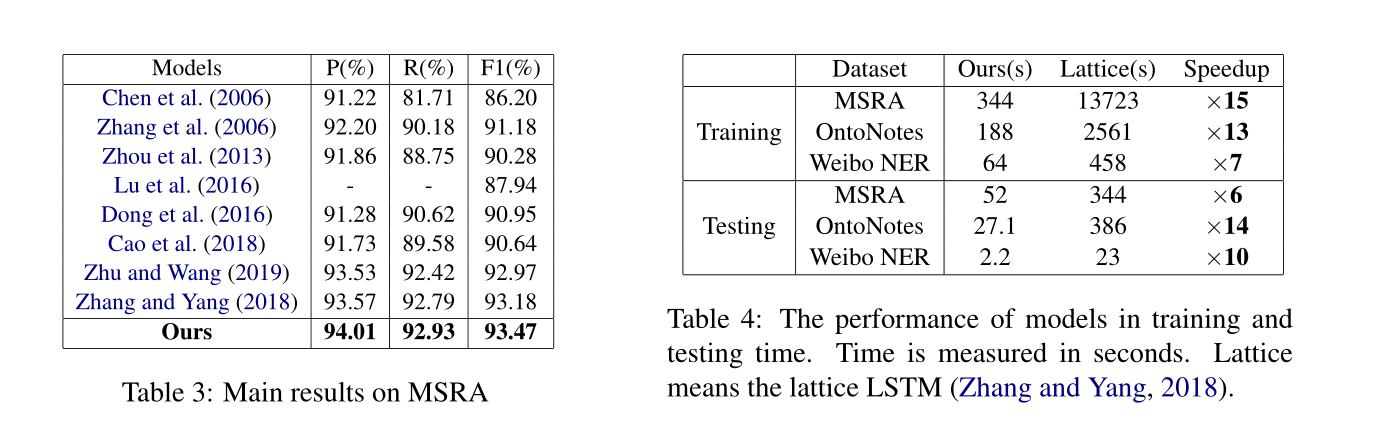 Models P(%) R(%) F1(%)
Chen et al. (2006) 91.22 81.71 86.20
Zhang et al. (2006) 92.20 90.18 91.18
Zhou et al. (2013) 91.86 88.75 90.28
Lu et al. (2016) - - 87.94
Dong et al. (2016) 91.28 90.62 90.95
Cao et al. (2018) 91.73 89.58 90.64
Zhu and Wang (2019) 93.53 92.42 92.97
Zhang and Yang (2018) 93.57 92.79 93.18
Ours 94.01 92.93 93.47
Table 3: Main results on MSRA
Dataset Ours(s) Lattice(s) Speedup
MSRA 344 13723 ×15
Training OntoNotes 188 2561 ×13
Weibo NER 64 458 ×7
MSRA 52 344 ×6
Testing OntoNotes 27.1 386 ×14
Weibo NER 2.2 23 ×10
Table 4: The performance of models in training and
testing time. Time is measured in seconds. Lattice
means the lattice LSTM (Zhang and Yang, 2018).